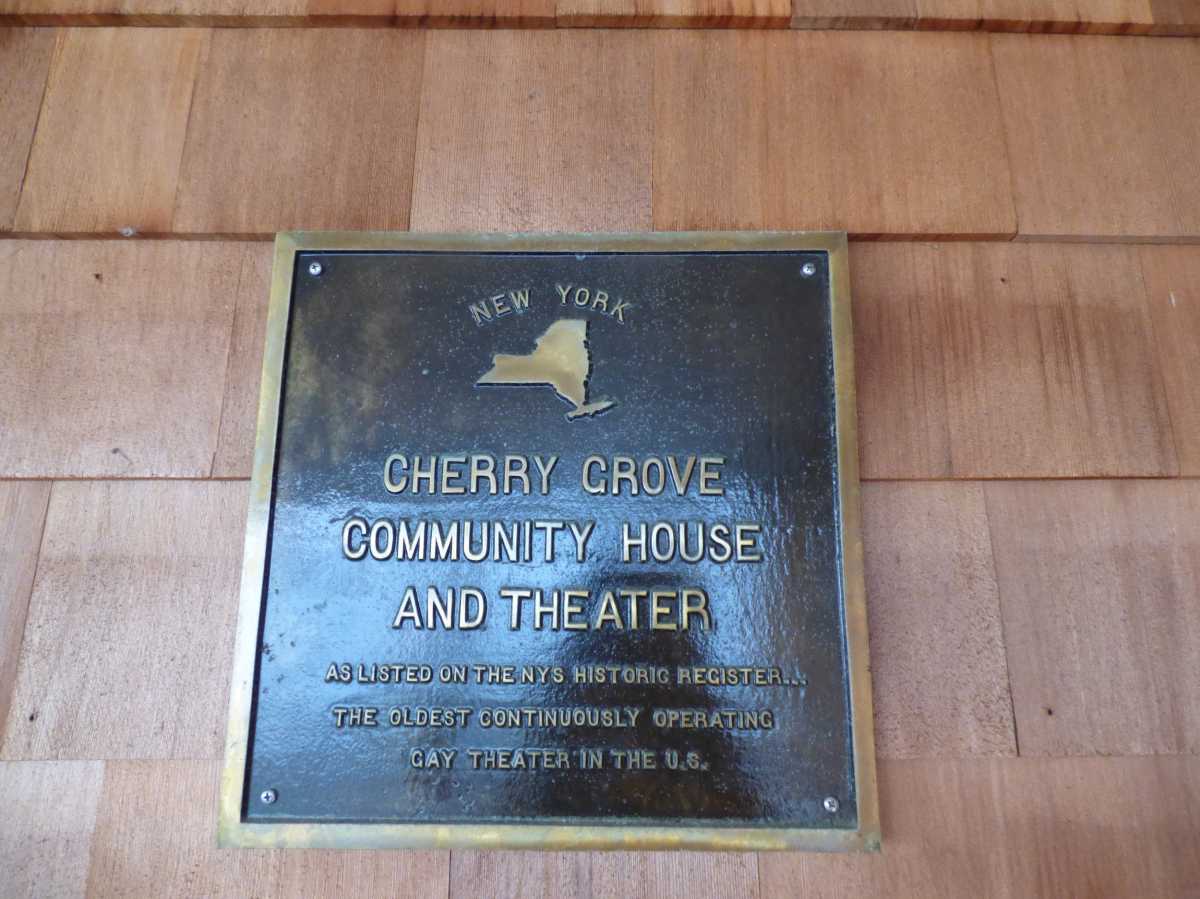 NEW YORK
CHERRY GROVE
COMMUNITY HOUSE
AND THEATER
AS LISTED ON THE NYS HISTORIC REGISTER...
THE OLDEST CONTINUOUSLY OPERATING
GAY THEATER IN THE U.S.